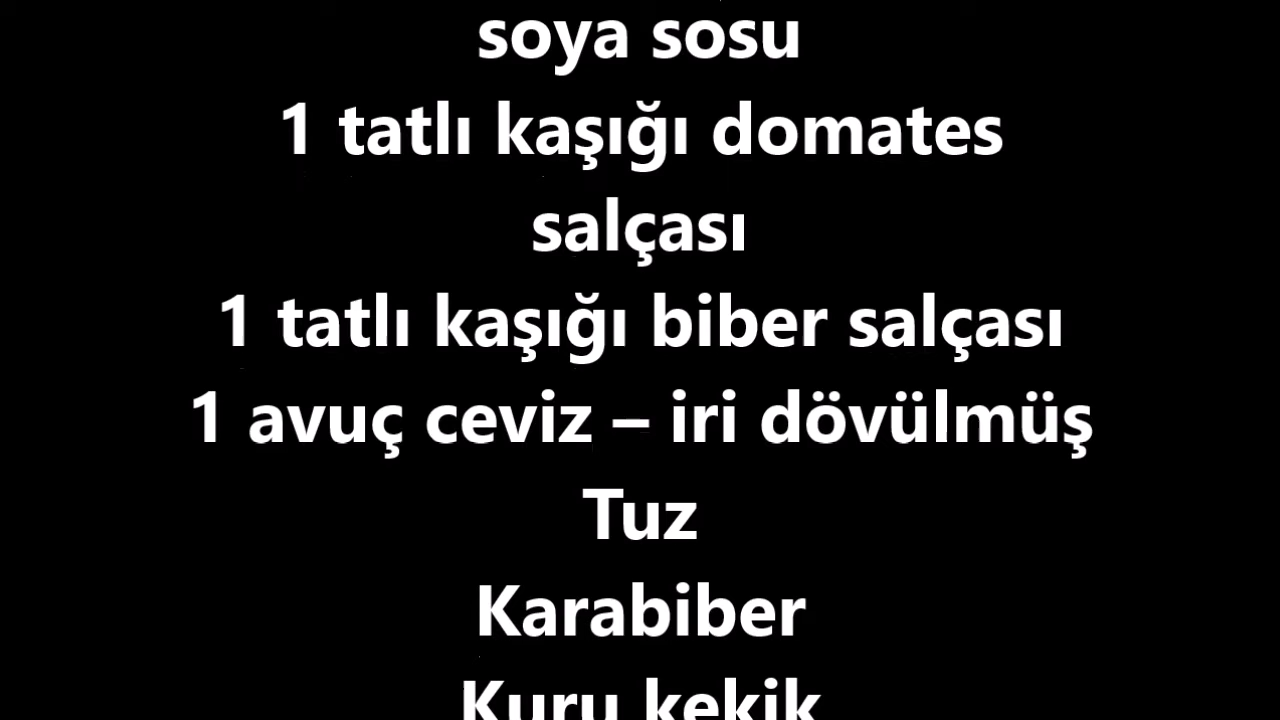 soya sosu
1 tatlı kaşığı domates
salçası
1 tatlı kaşığı biber salçası
1 avuç ceviz – iri dövülmüş
Tuz
Karabiber
Kuru kekik